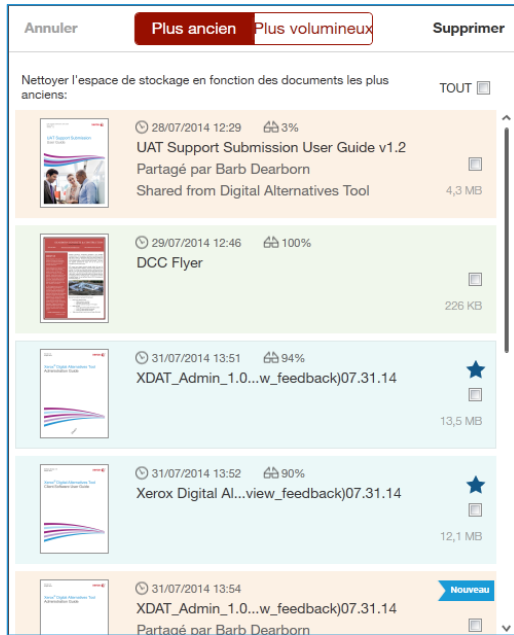 Annuler
Plus ancien
Plus volumineux
Supprimer
Nettoyer l'espace de stockage en fonction des documents les plus
anciens:
TOUT
28/07/2014 12:29 3%
UAT Support Submission User Guide v1.2
Partagé par Barb Dearborn
Shared from Digital Alternatives Tool
4,3 MB
29/07/2014 12:46 100%
DCC Flyer
226 KB
31/07/2014 13:51 94%
XDAT_Admin_1.0...w_feedback)07.31.14
13,5 MB
31/07/2014 13:52 90%
Xerox Digital Al...view_feedback)07.31.14
12,1 MB
31/07/2014 13:54
Nouveau
XDAT_Admin_1.0...w_feedback)07.31.14
Partagé par Barb Dearborn